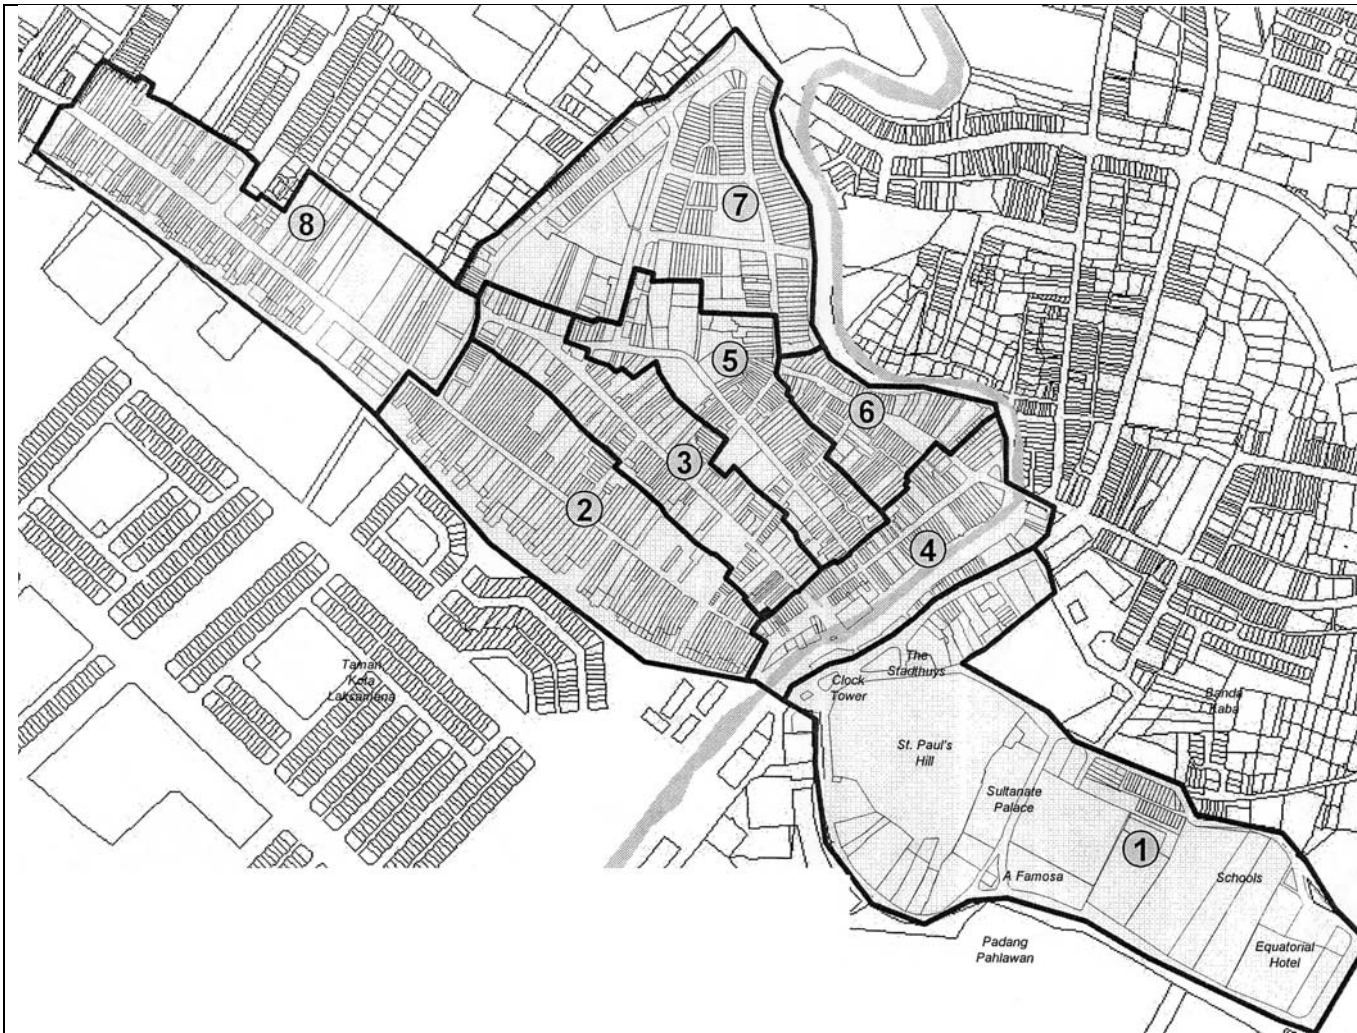 8
7
5
6
3
2
4
The
Stadthuys
Clock
Tower
Taman
Kota
Laksamana
Banda
Kaba
St. Paul's
Hill
Sultanate
Palace
1
A Famosa
Schools
Padang
Pahlawan
Equatorial
Hotel